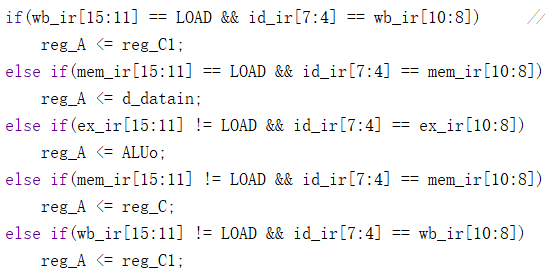 if(wb_ir[15:11] == LOAD && id_ir[7:4] == wb_ir[10:8]) //
reg_A <= reg_C1;
else if(mem_ir[15:11] == LOAD && id_ir[7:4] == mem_ir[10:8])
reg_A <= d_datain;
else if(ex_ir[15:11] != LOAD && id_ir[7:4] == ex_ir[10:8])
reg_A <= ALUo;
else if(mem_ir[15:11] != LOAD && id_ir[7:4] == mem_ir[10:8])
reg_A <= reg_C;
else if(wb_ir[15:11] != LOAD && id_ir[7:4] == wb_ir[10:8])
reg_A <= reg_C1;